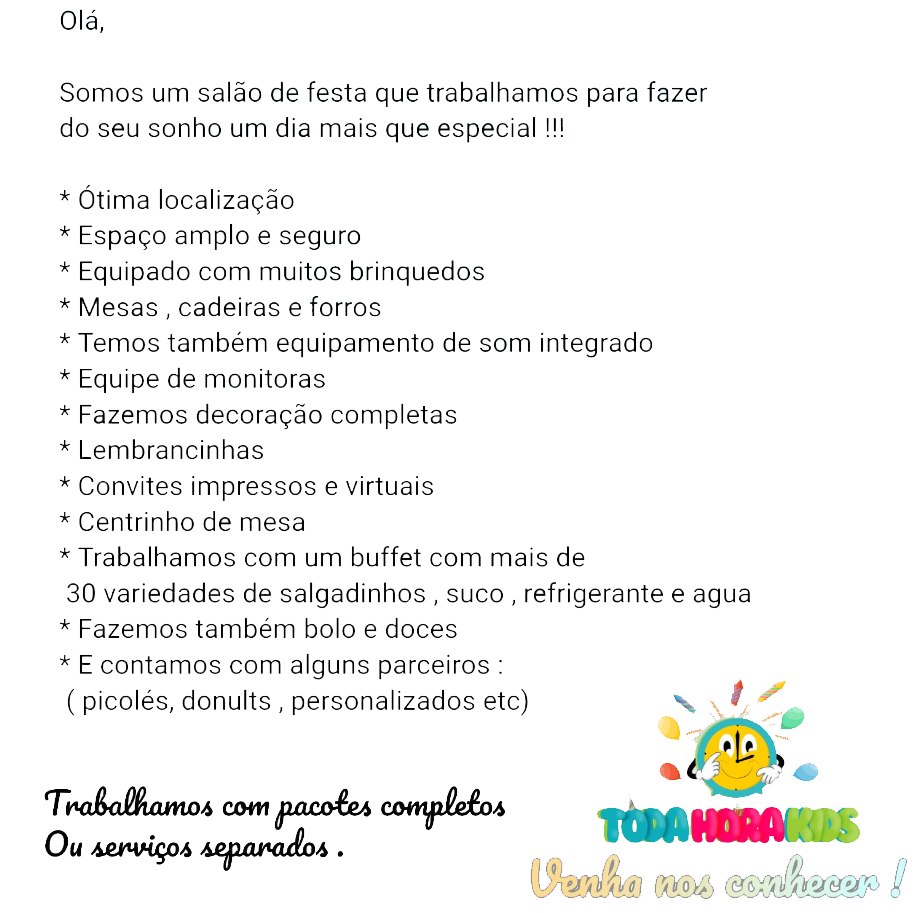 Olá,
Somos um salão de festa que trabalhamos para fazer
do seu sonho um dia mais que especial !!!
* Ótima localização
* Espaço amplo e seguro
* Equipado com muitos brinquedos
* Mesas , cadeiras e forros
* Temos também equipamento de som integrado
* Equipe de monitoras
* Fazemos decoração completas
* Lembrancinhas
* Convites impressos e virtuais
* Centrinho de mesa
* Trabalhamos com um buffet com mais de
30 variedades de salgadinhos , suco , refrigerante e agua
* Fazemos também bolo e doces
* E contamos com alguns parceiros :
( picolés, donults , personalizados etc)
Trabalhamos com pacotes completos
Ou serviços separados .
TODA HORA KIDS
Venha nos conhecer !